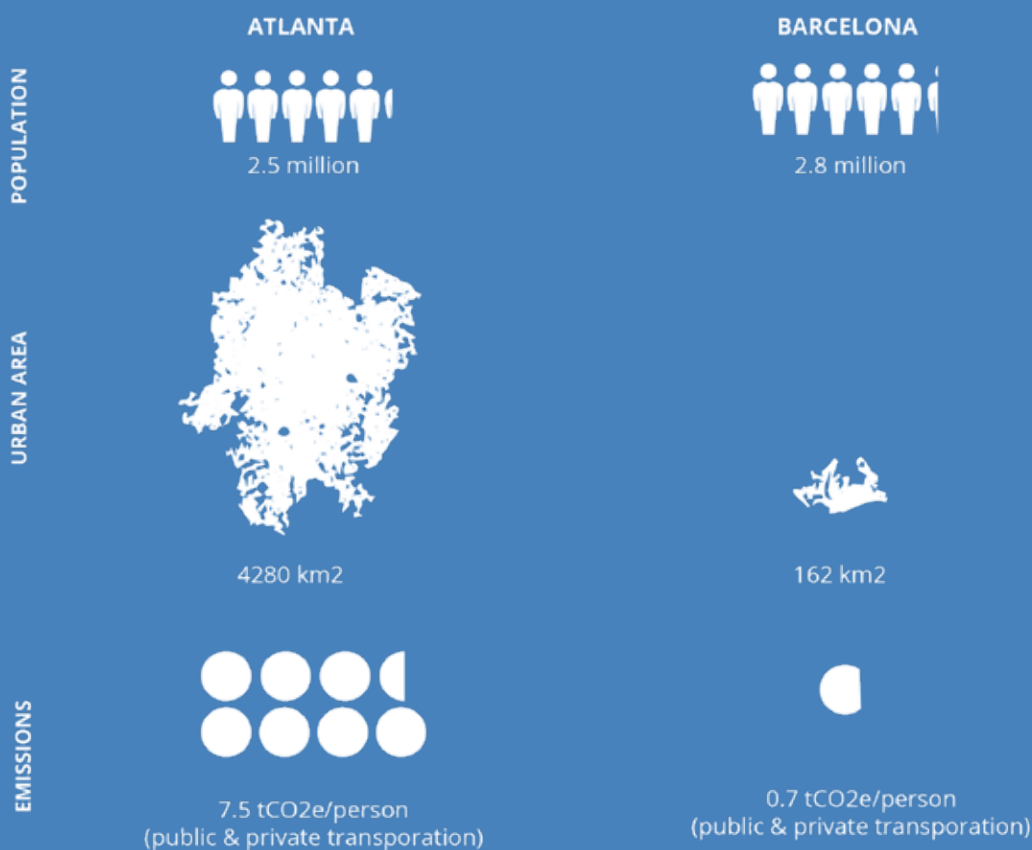 ATLANTA
BARCELONA
POPULATION
2.5 million
2.8 million
URBAN AREA
4280 km2
162 km2
EMISSIONS
7.5 tCO2e/person
(public & private transporation)
0.7 tCO2e/person
(public & private transporation)